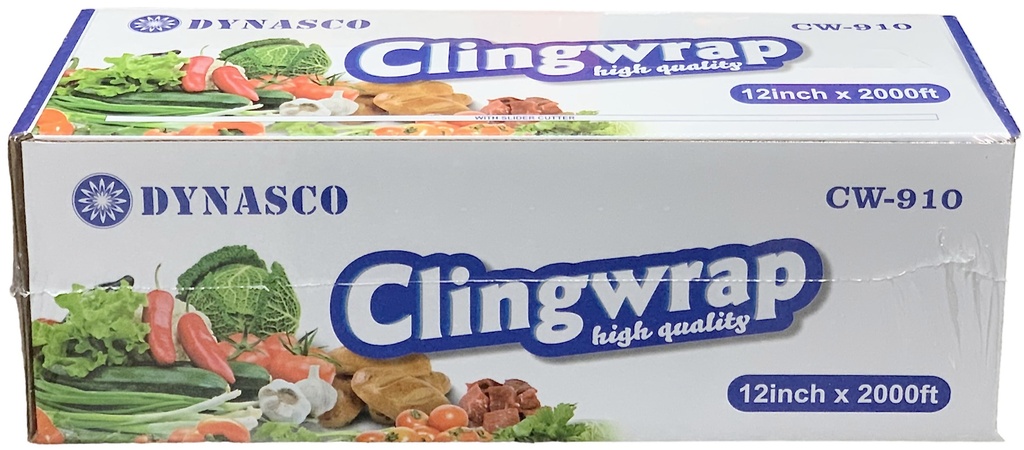 DYNASCO
CW-910
Clingwrap
high quality
12inch x 2000ft
WITH SLIDER CUTTER
DYNASCO
CW-910
Clingwrap
high quality
12inch x 2000ft